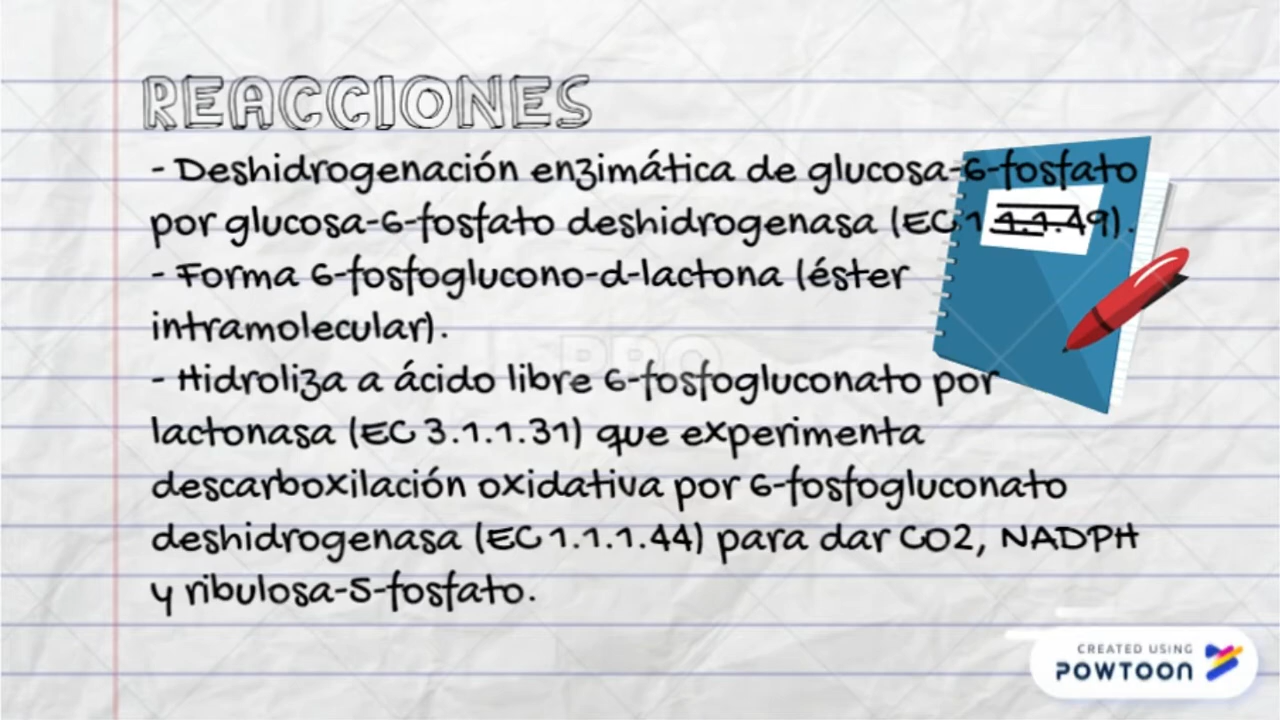 REACCIONES
- Deshidrogenación enzimática de glucosa-6-fosfato
por glucosa-6-fosfato deshidrogenasa (EC 1.1.1.49).
- Forma 6-fosfoglucono-d-lactona (éster
intramolecular).
- Hidroliza a ácido libre 6-fosfogluconato por
lactonasa (EC 3.1.1.31) que experimenta
descarboxilación oxidativa por 6-fosfogluconato
deshidrogenasa (EC 1.1.1.44) para dar CO2, NADPH
y ribulosa-5-fosfato.
PRO
CREATED USING
POWTOON